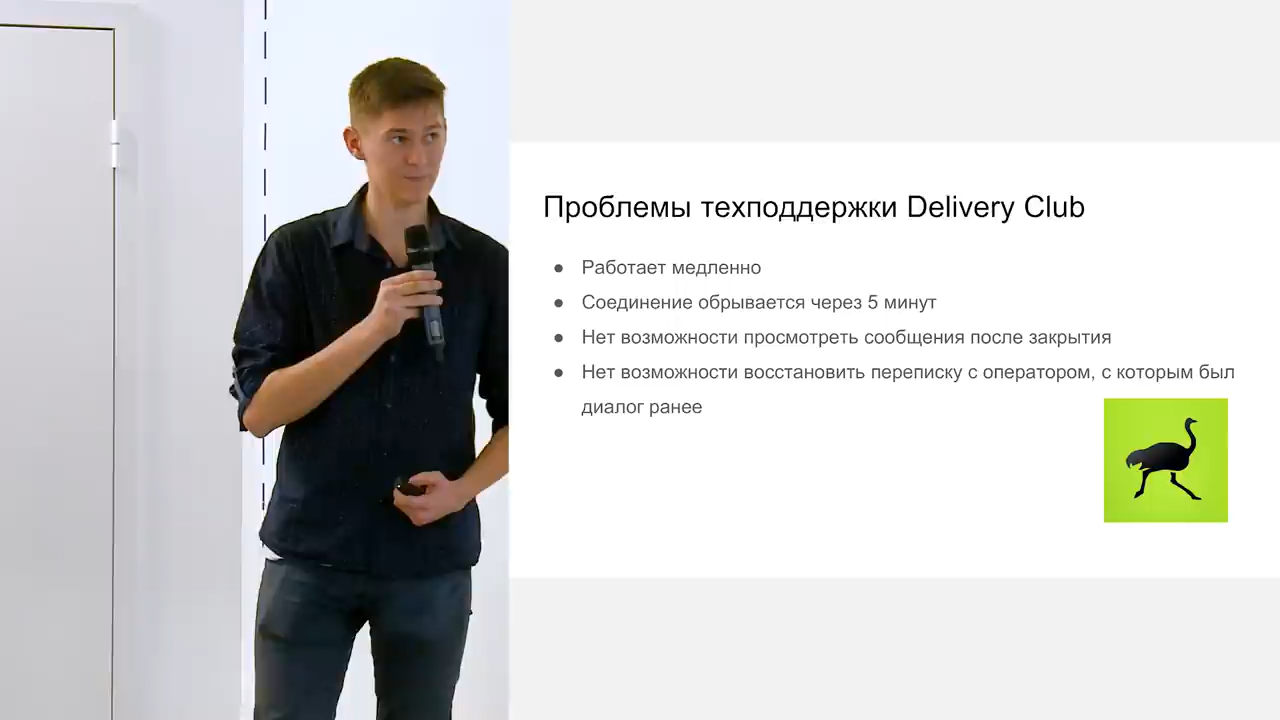 Проблемы техподдержки Delivery Club
● Работает медленно
● Соединение обрывается через 5 минут
● Нет возможности просмотреть сообщения после закрытия
● Нет возможности восстановить переписку с оператором, с которым был
диалог ранее